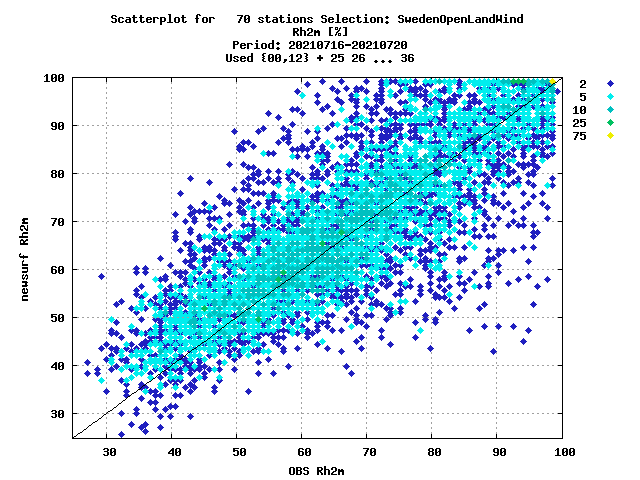 Scatterplot for   70 stations Selection: SwedenOpenLandWind
Rh2m [%]
Period: 20210716-20210720
Used {00,12} + 25 26 ... 36
2
5
10
25
75
100
90
80
70
60
50
40
30
newsurf Rh2m
30 40 50 60 70 80 90 100
OBS Rh2m